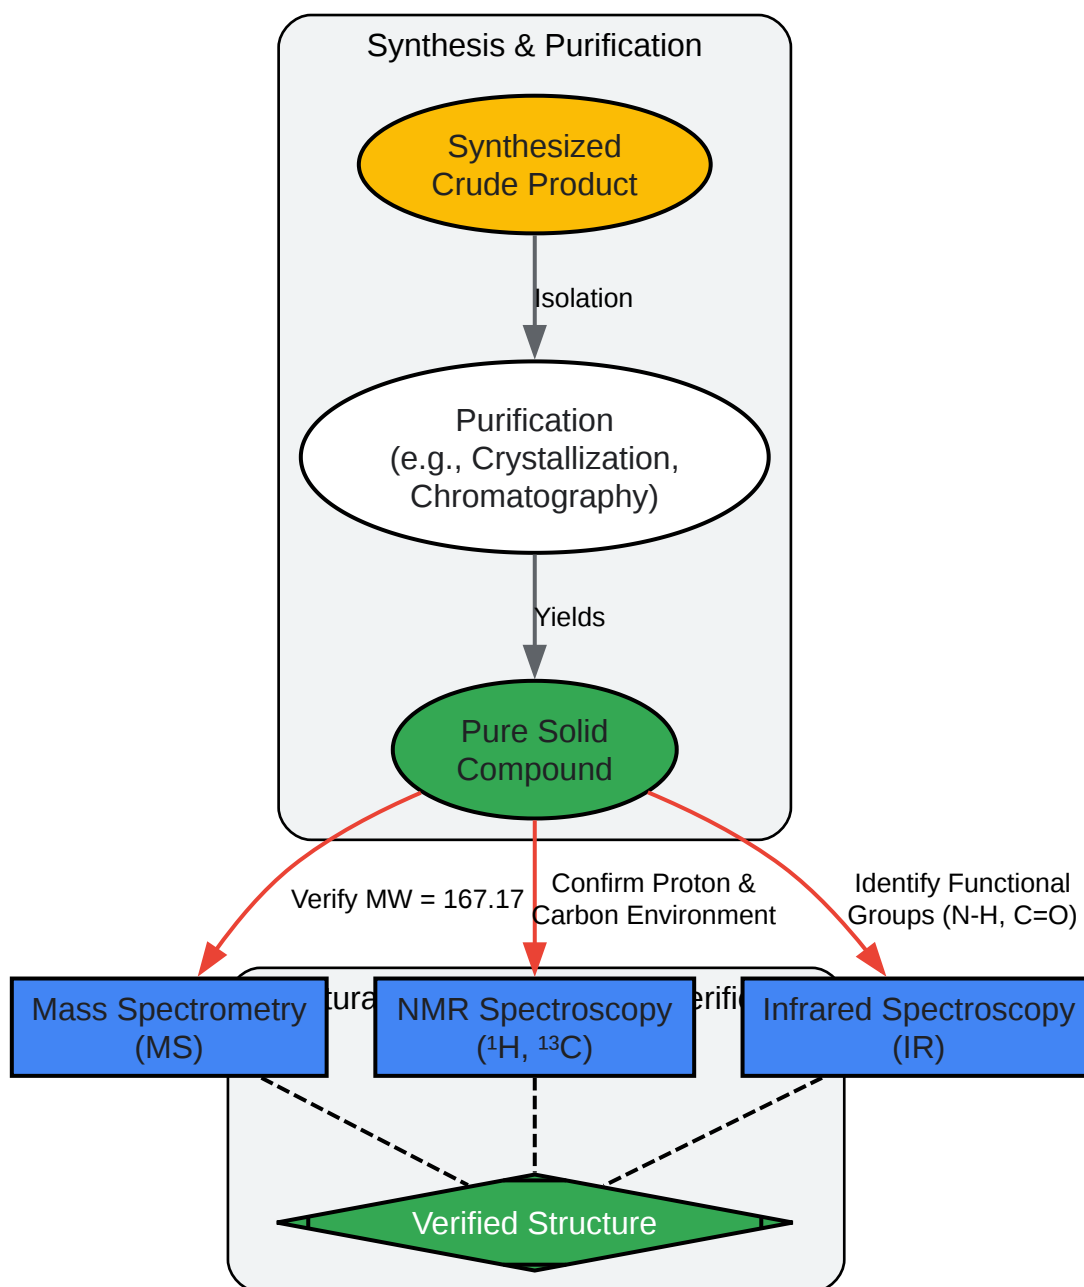 Synthesis & Purification
Synthesized
Crude Product
Isolation
Purification
(e.g., Crystallization,
Chromatography)
Yields
Pure Solid
Compound
Verify MW = 167.17
Confirm Proton &
Carbon Environment
Identify Functional
Groups (N-H, C=O)
Mass Spectrometry
(MS)
NMR Spectroscopy
(¹H, ¹³C)
Infrared Spectroscopy
(IR)
Verified Structure